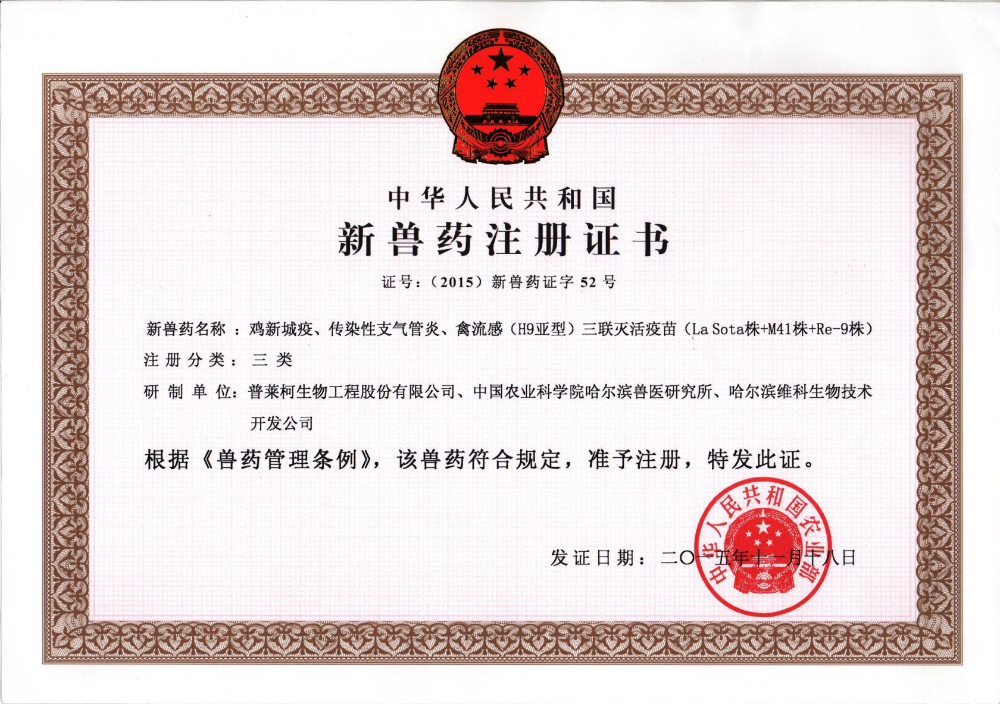 中华人民共和国
新兽药注册证书
证号：（2015）新兽药证字 52 号
新兽药名称：鸡新城疫、传染性支气管炎、禽流感（H9亚型）三联灭活疫苗（La Sota株+M41株+Re-9株）
注册分类：三类
研制单位：普莱柯生物工程股份有限公司、中国农业科学院哈尔滨兽医研究所、哈尔滨维科生物技术
开发公司
根据《兽药管理条例》，该兽药符合规定，准予注册，特发此证。
中华人民共和国农业部
发证日期：二〇一五年十一月十八日